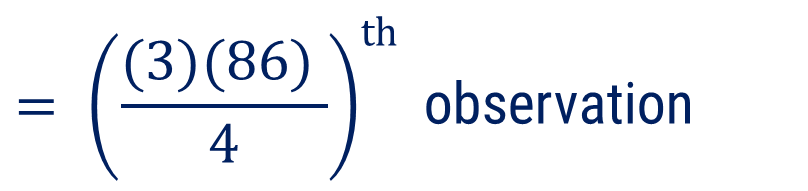 = ((3)(86)/4)^th observation